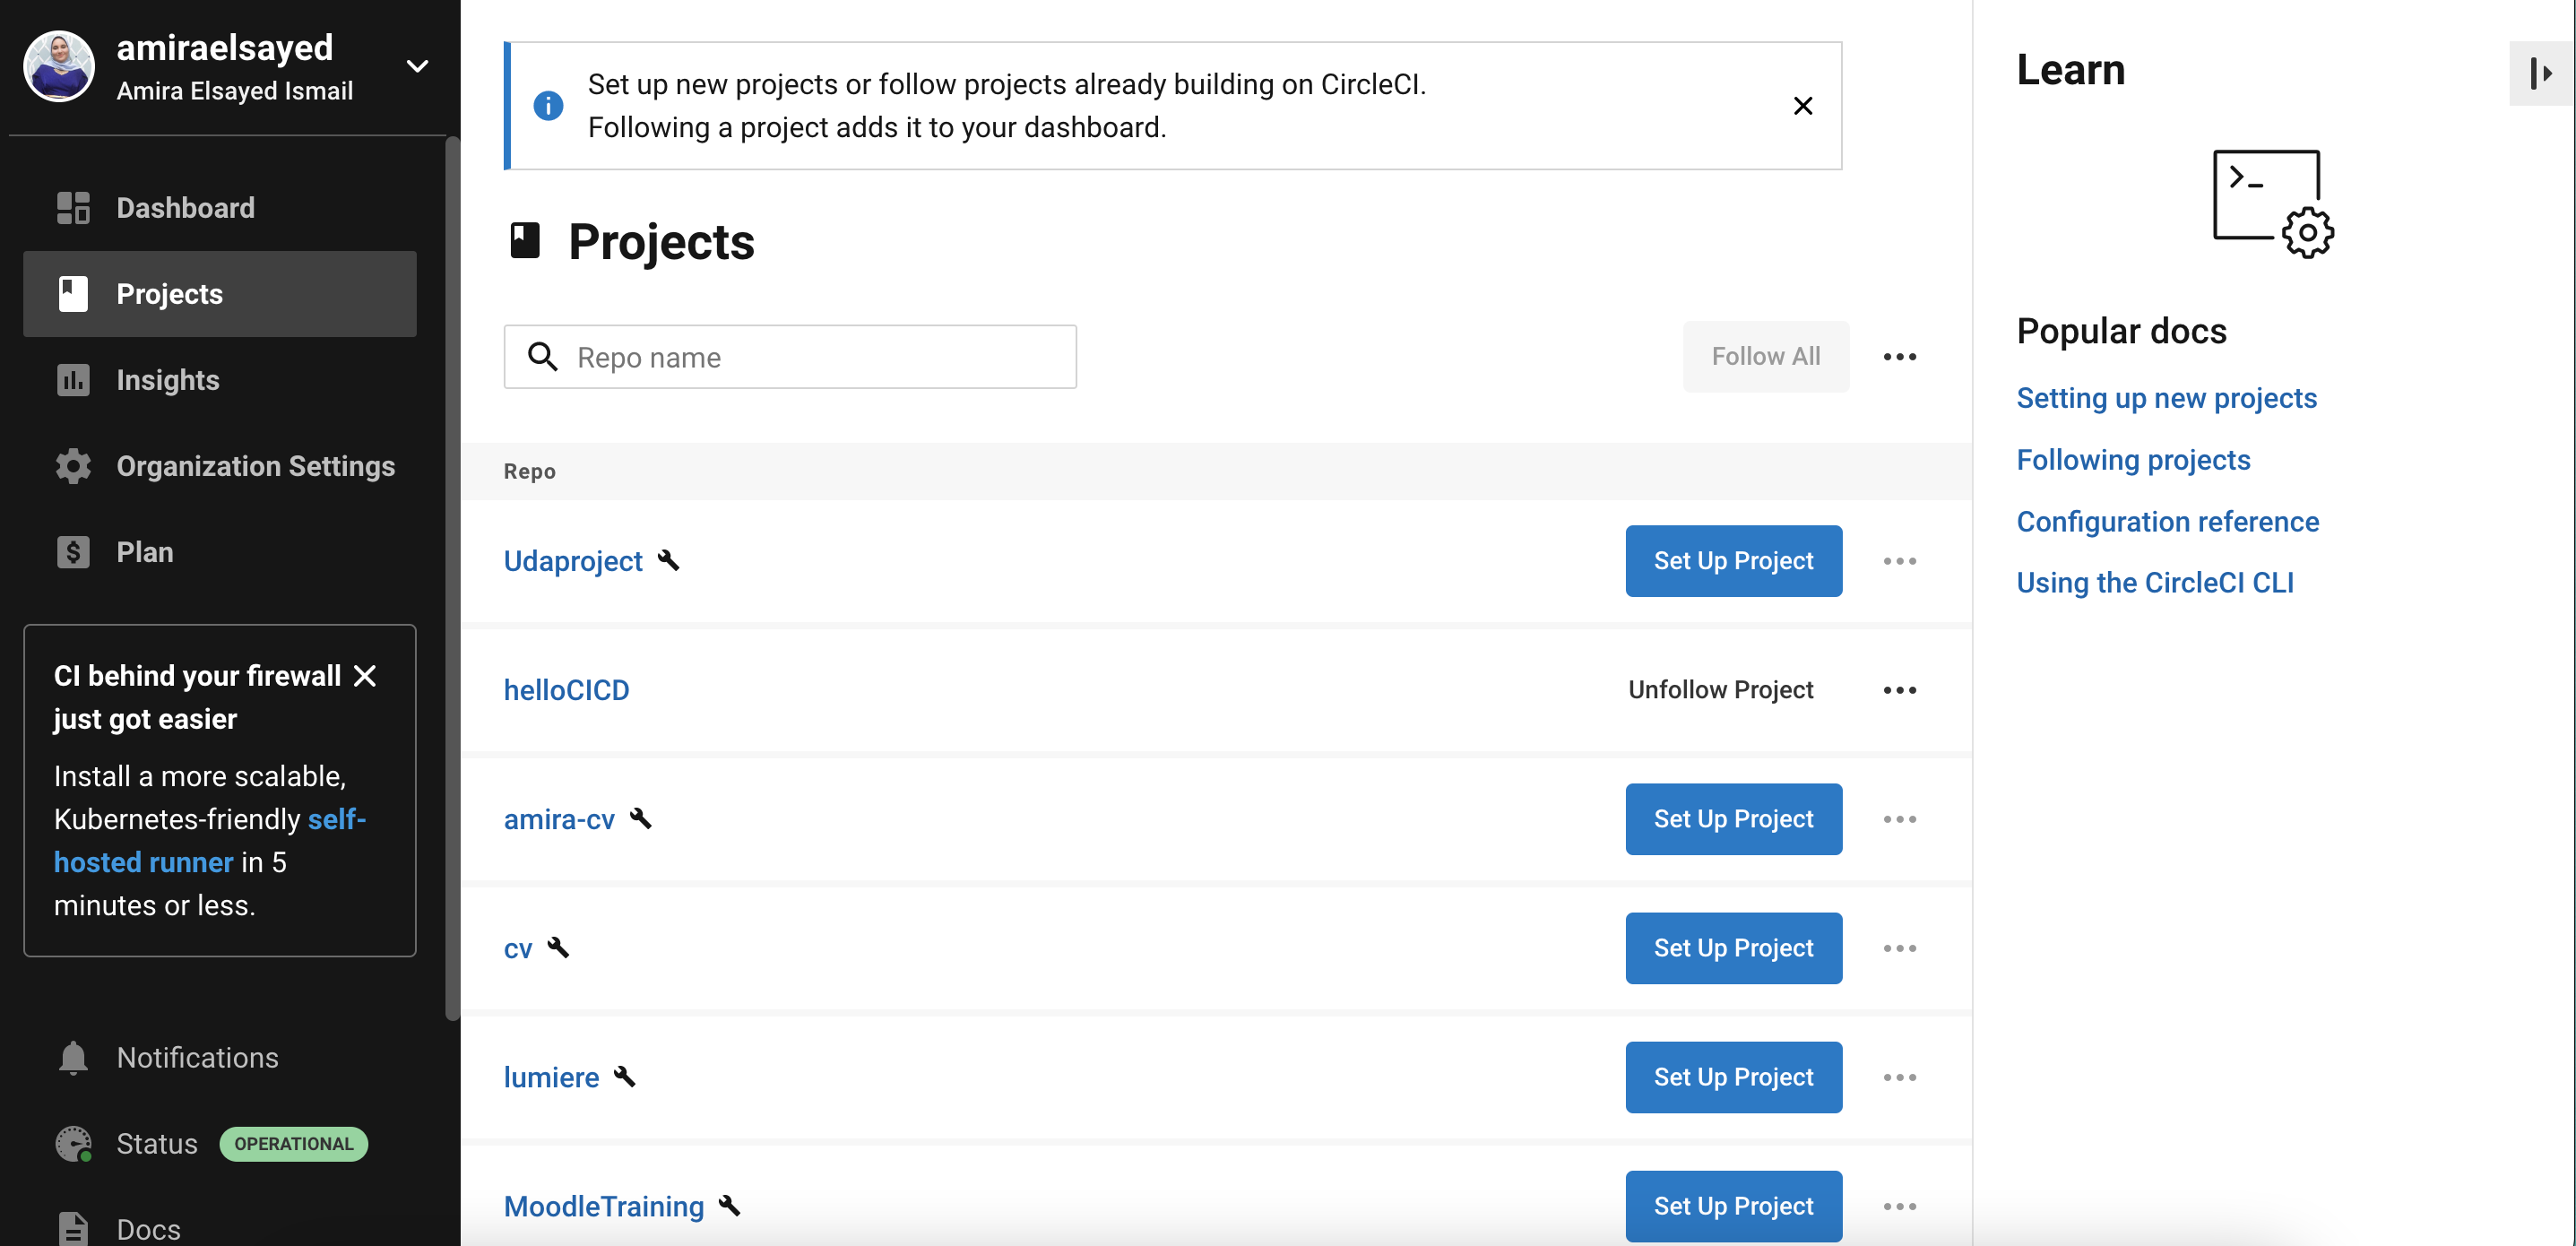 amiraelsayed
Amira Elsayed Ismail
Dashboard
Projects
Insights
Organization Settings
Plan
CI behind your firewall
just got easier
Install a more scalable,
Kubernetes-friendly self-
hosted runner in 5
minutes or less.
Notifications
Status OPERATIONAL
Docs
Set up new projects or follow projects already building on CircleCI.
Following a project adds it to your dashboard.
Projects
Repo name
Follow All
Repo
Udaproject Set Up Project
helloCICD Unfollow Project
amira-cv Set Up Project
cv Set Up Project
lumiere Set Up Project
MoodleTraining Set Up Project
Learn
Popular docs
Setting up new projects
Following projects
Configuration reference
Using the CircleCI CLI